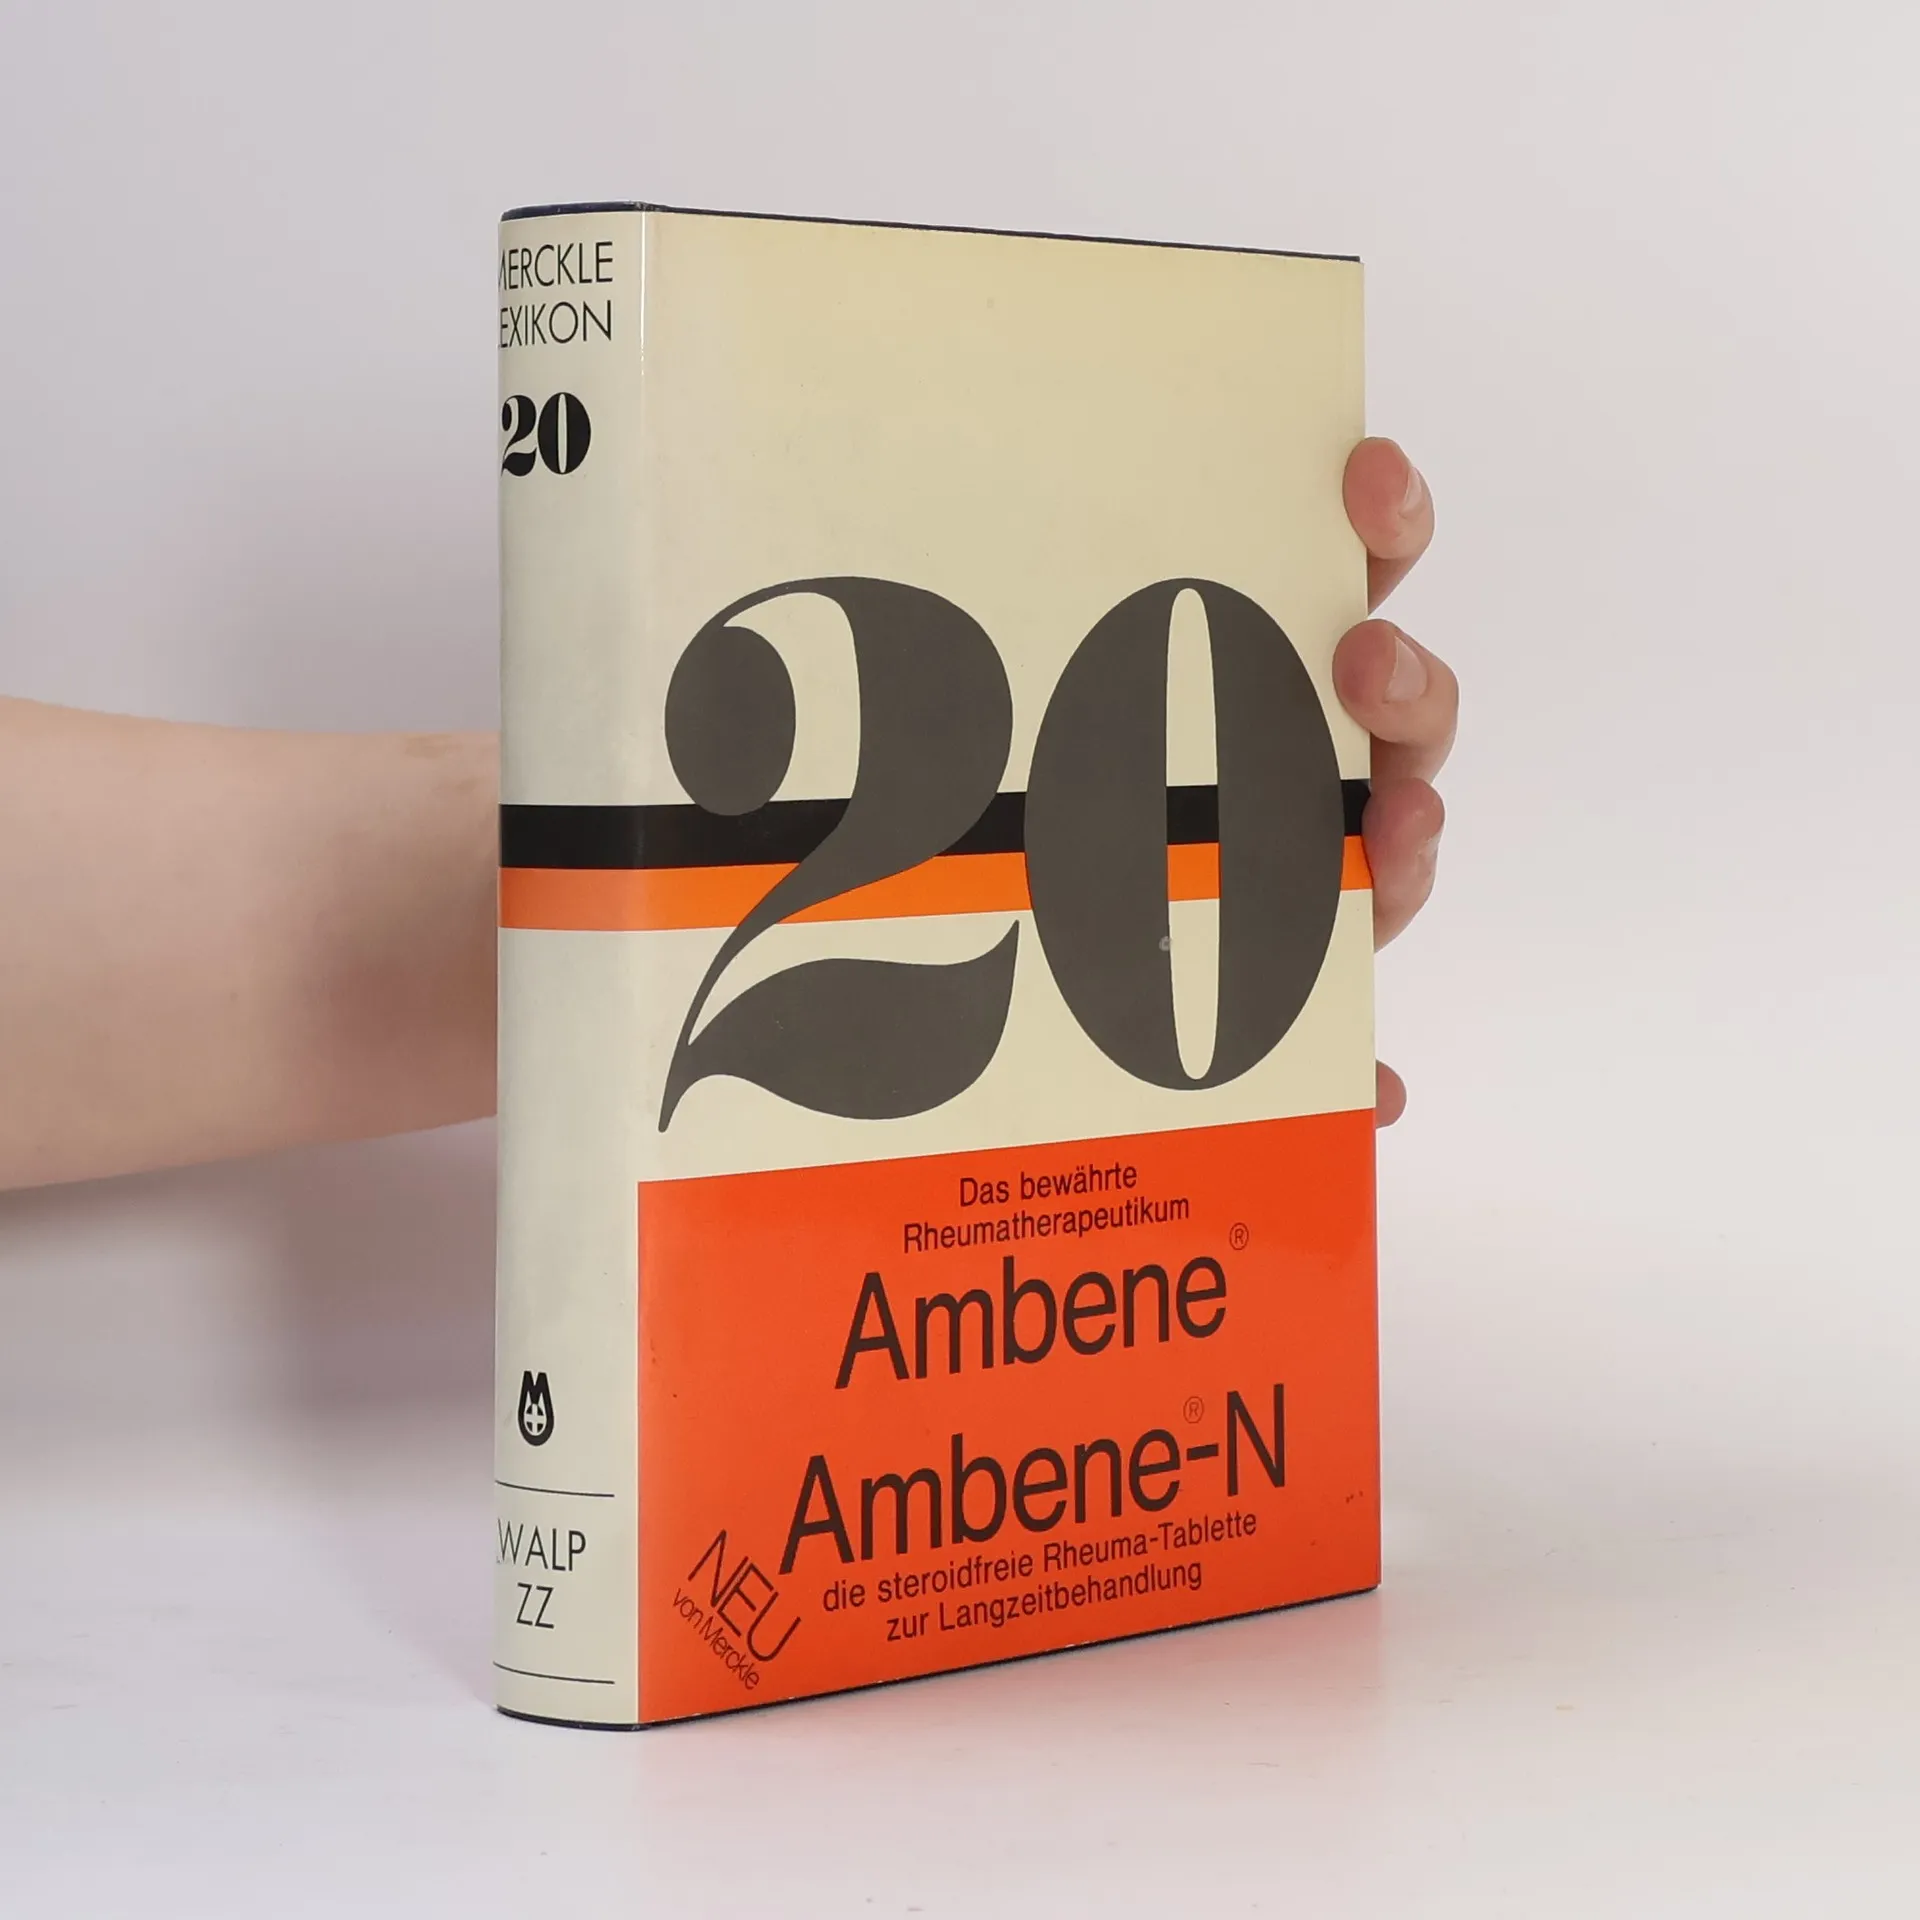 MERCKLE
LEXIKON
20
WALP
ZZ
20
Das bewährte
Rheumatherapeutikum
Ambene®
Ambene®-N
die steroidfreie Rheuma-Tablette
zur Langzeitbehandlung
NEU
von Merckle